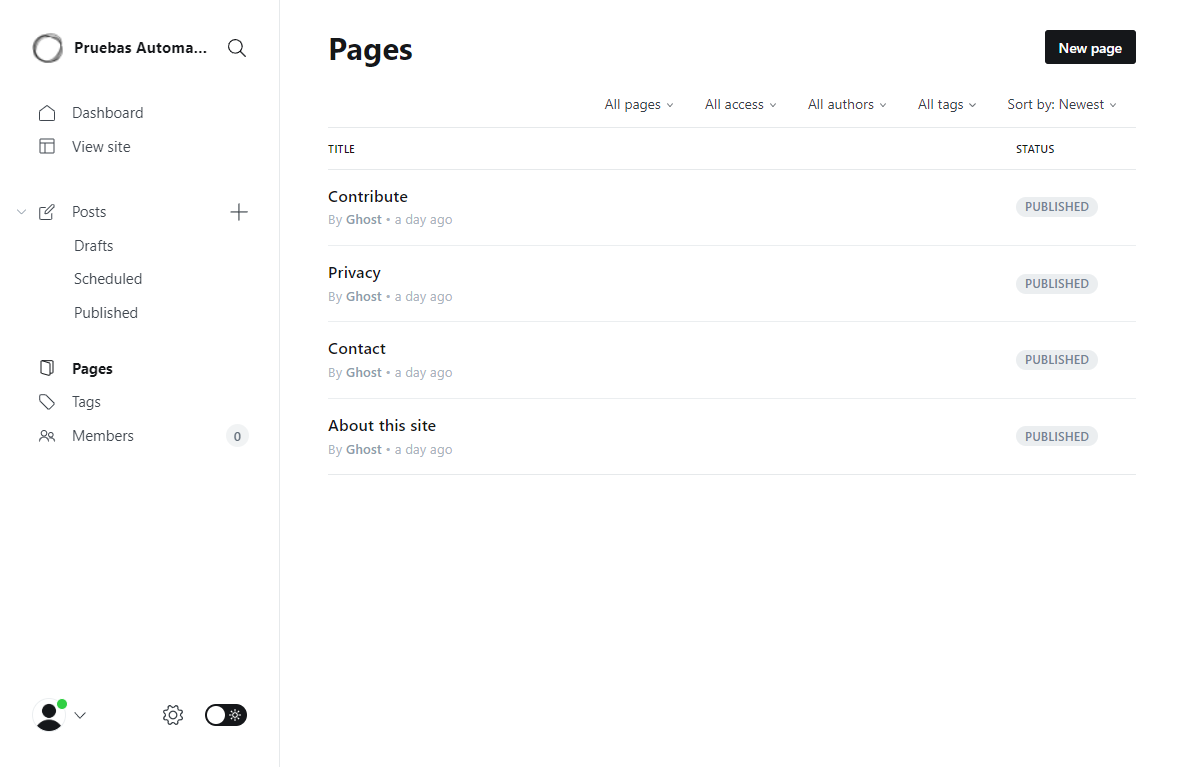 Pruebas Automa...
Dashboard
View site
Posts
Drafts
Scheduled
Published
Pages
Tags
Members 0
Pages
New page
All pages All access All authors All tags Sort by: Newest
TITLE STATUS
Contribute
By Ghost • a day ago
PUBLISHED
Privacy
By Ghost • a day ago
PUBLISHED
Contact
By Ghost • a day ago
PUBLISHED
About this site
By Ghost • a day ago
PUBLISHED